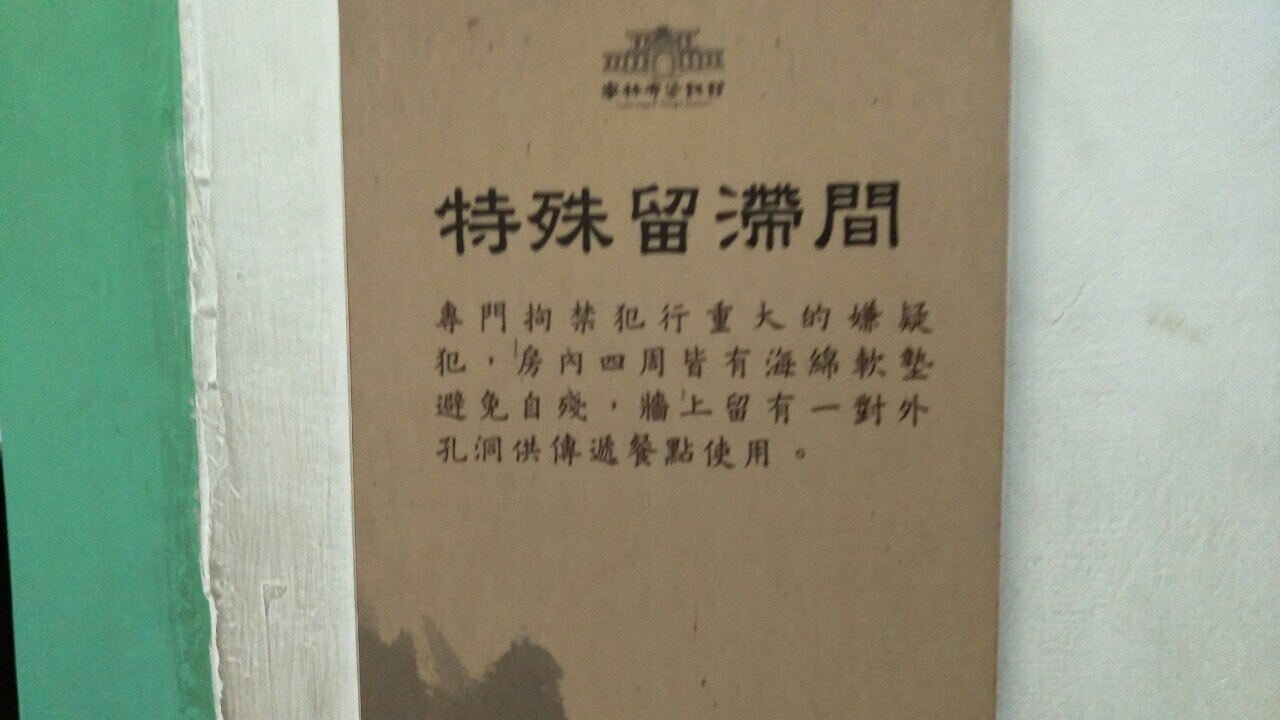 特殊留滯間
專門拘禁犯行重大的嫌疑
犯，房內四周皆有海綿軟墊
避免自殘，牆上留有一對外
孔洞供傳遞餐點使用。